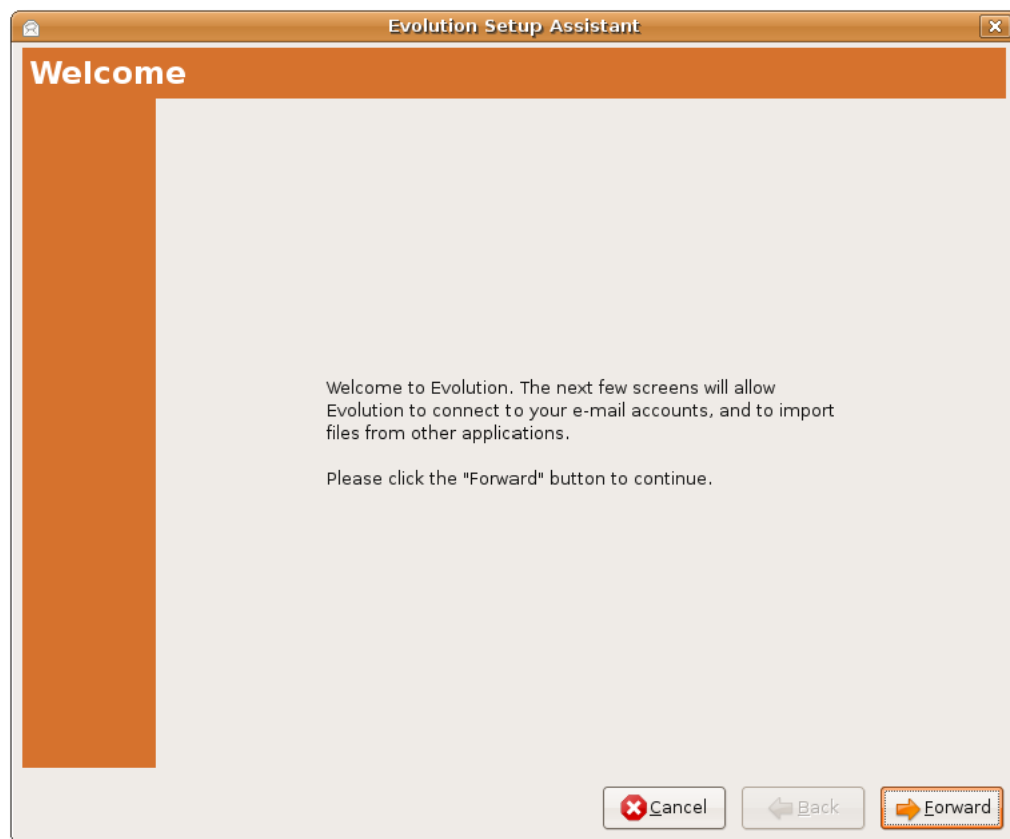 Evolution Setup Assistant
Welcome
Welcome to Evolution. The next few screens will allow
Evolution to connect to your e-mail accounts, and to import
files from other applications.
Please click the "Forward" button to continue.
Cancel
Back
Forward